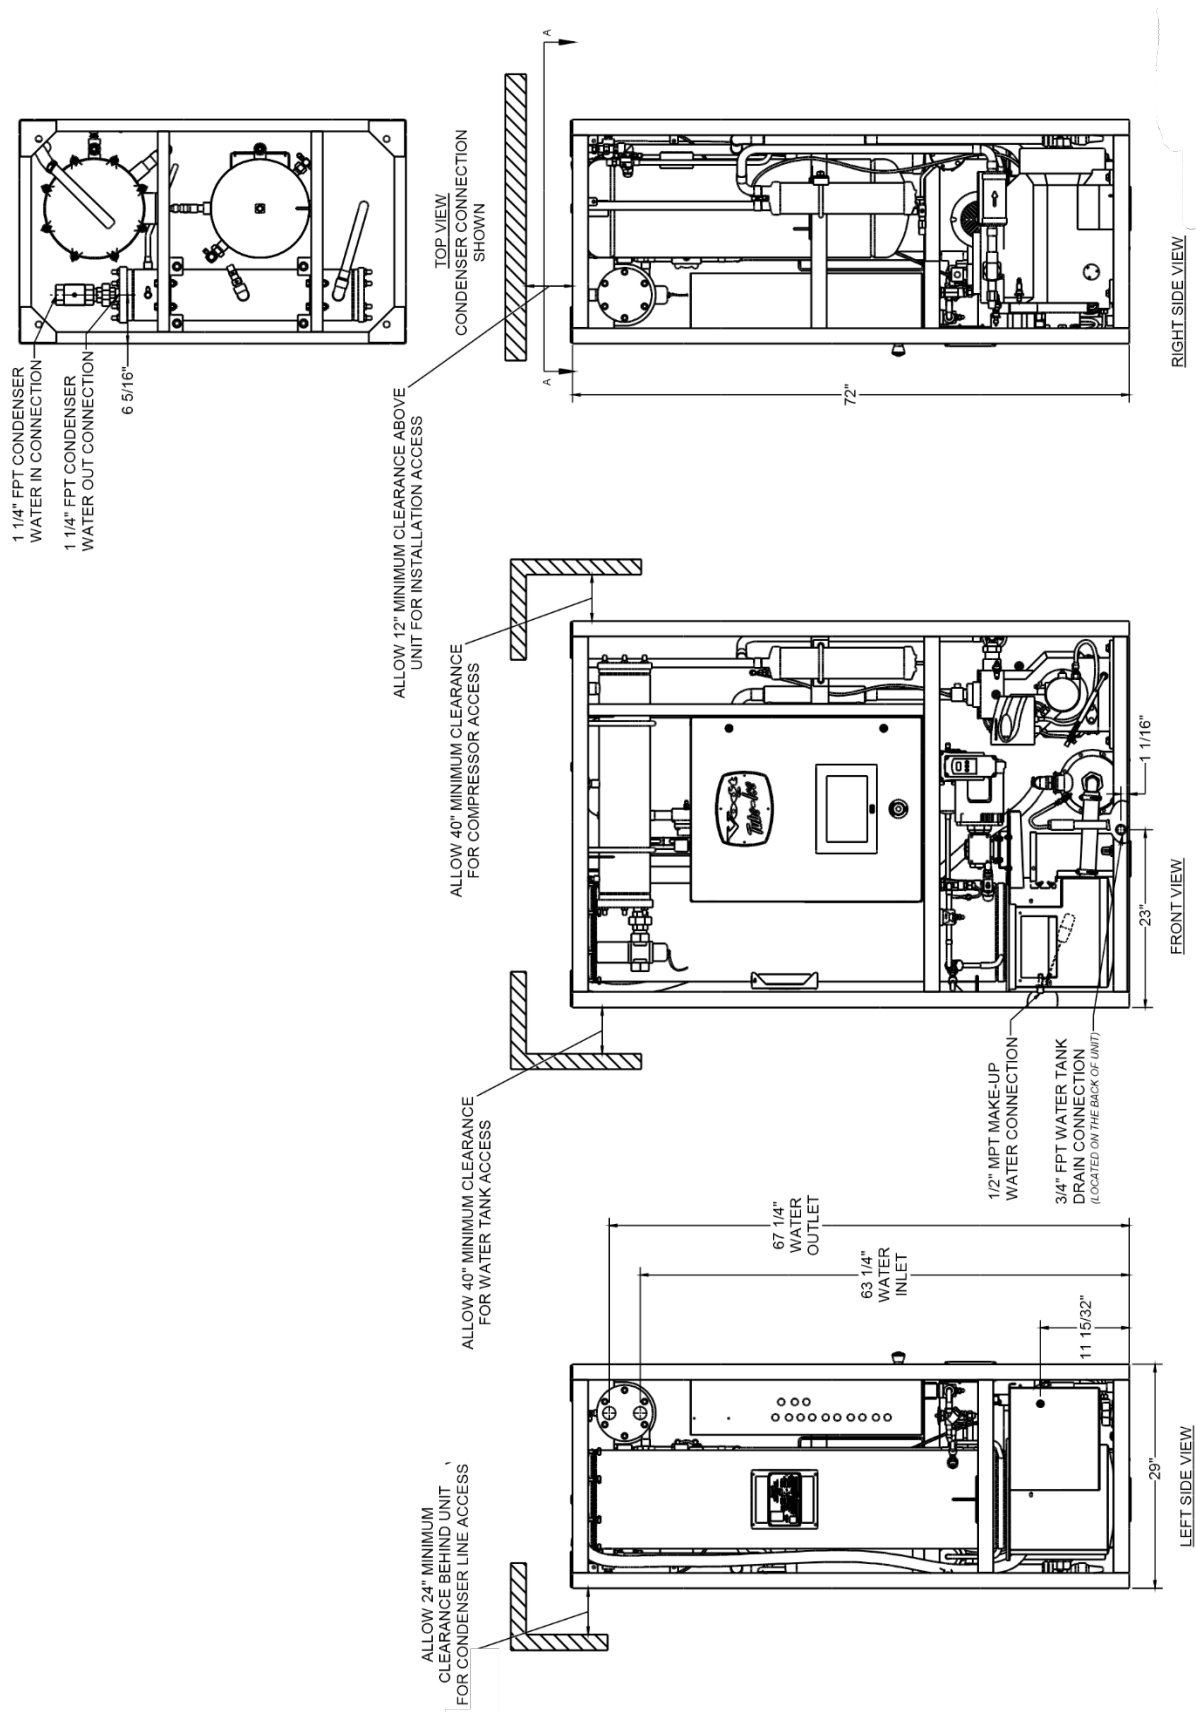 1 1/4" FPT CONDENSER
WATER IN CONNECTION
1 1/4" FPT CONDENSER
WATER OUT CONNECTION
6 5/16"
TOP VIEW
CONDENSER CONNECTION
SHOWN
A
A
ALLOW 12" MINIMUM CLEARANCE ABOVE
UNIT FOR INSTALLATION ACCESS
72"
RIGHT SIDE VIEW
ALLOW 40" MINIMUM CLEARANCE
FOR COMPRESSOR ACCESS
Vogt
Tube-Ice
1 1/16"
23"
FRONT VIEW
ALLOW 40" MINIMUM CLEARANCE
FOR WATER TANK ACCESS
1/2" MPT MAKE-UP
WATER CONNECTION
3/4" FPT WATER TANK
DRAIN CONNECTION
(LOCATED ON THE BACK OF UNIT)
67 1/4"
WATER
OUTLET
63 1/4"
WATER
INLET
11 15/32"
29"
LEFT SIDE VIEW
ALLOW 24" MINIMUM
CLEARANCE BEHIND UNIT
FOR CONDENSER LINE ACCESS